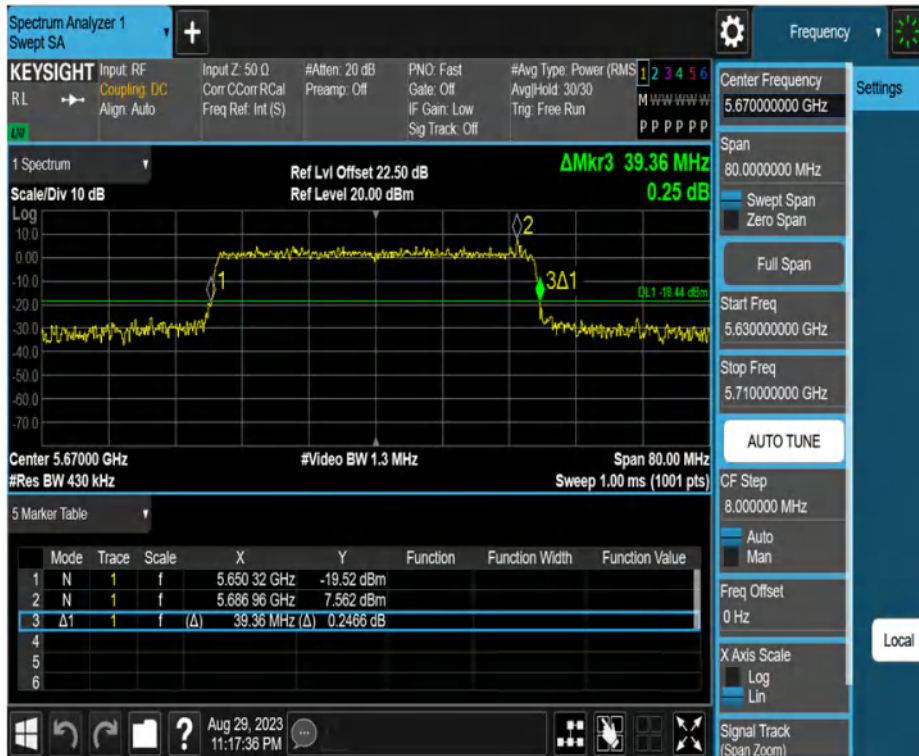 Spectrum Analyzer 1
Swept SA
Frequency
KEYSIGHT
RL
Input: RF
Coupling: DC
Align: Auto
Input Z: 50 Ω
Corr CCorr RCal
Freq Ref: Int (S)
#Atten: 20 dB
Preamp: Off
PNO: Fast
Gate: Off
IF Gain: Low
Sig Track: Off
#Avg Type: Power (RMS
Avg|Hold: 30/30
Trig: Free Run
1 2 3 4 5 6
M W W W W W
P P P P P P
1 Spectrum
Scale/Div 10 dB
Ref Lvl Offset 22.50 dB
Ref Level 20.00 dBm
ΔMkr3 39.36 MHz
0.25 dB
Log
10.0
0.00
-10.0
-20.0
-30.0
-40.0
-50.0
-60.0
-70.0
1
2
3Δ1
DL1 -18.44 dBm
Center 5.67000 GHz
#Res BW 430 kHz
#Video BW 1.3 MHz
Span 80.00 MHz
Sweep 1.00 ms (1001 pts)
5 Marker Table
Mode Trace Scale X Y Function Function Width Function Value
1 N 1 f 5.650 32 GHz -19.52 dBm
2 N 1 f 5.686 96 GHz 7.562 dBm
3 Δ1 1 f (Δ) 39.36 MHz (Δ) 0.2466 dB
4
5
6
Aug 29, 2023
11:17:36 PM
Center Frequency
5.670000000 GHz
Span
80.0000000 MHz
Swept Span
Zero Span
Full Span
Start Freq
5.630000000 GHz
Stop Freq
5.710000000 GHz
AUTO TUNE
CF Step
8.000000 MHz
Auto
Man
Freq Offset
0 Hz
X Axis Scale
Log
Lin
Signal Track
(Span Zoom)
Settings
Local